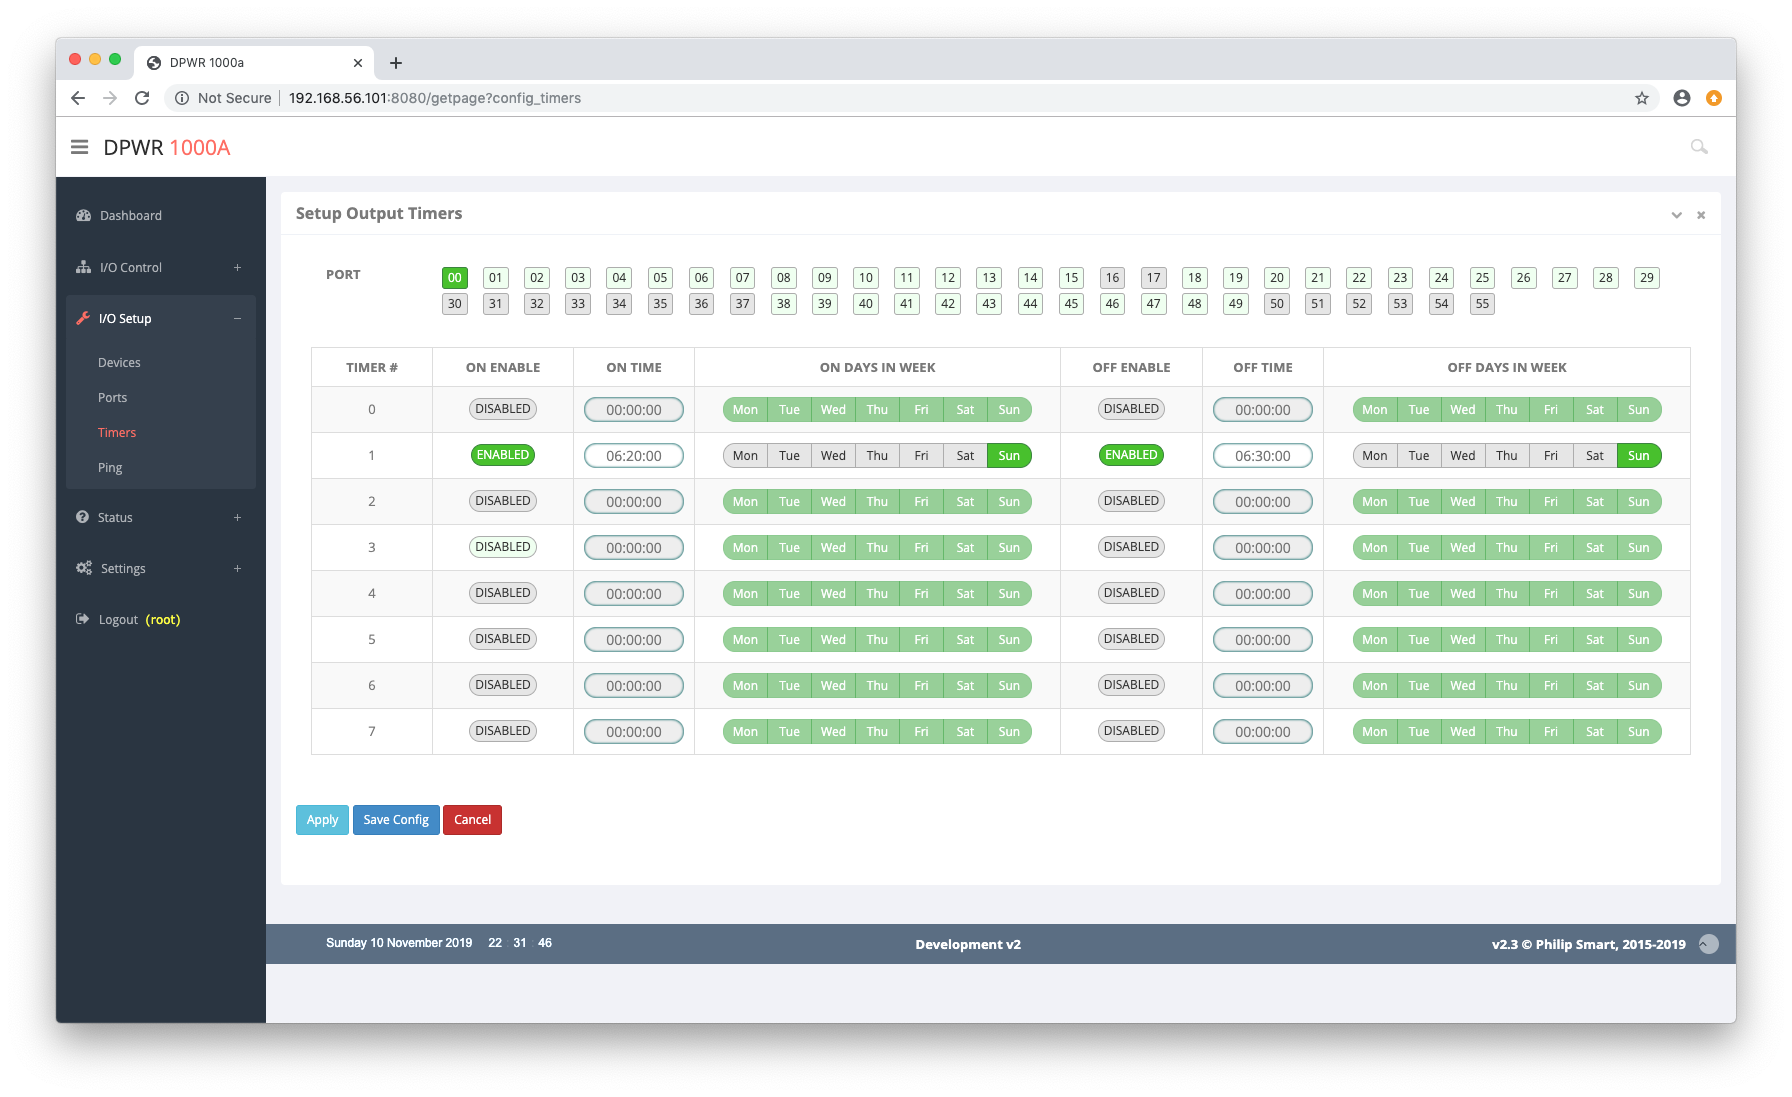 DPWR 1000a
Not Secure 192.168.56.101:8080/getpage?config_timers
DPWR 1000A
Dashboard
I/O Control
I/O Setup
Devices
Ports
Timers
Ping
Status
Settings
Logout (root)
Setup Output Timers
PORT
00 01 02 03 04 05 06 07 08 09 10 11 12 13 14 15 16 17 18 19 20 21 22 23 24 25 26 27 28 29
30 31 32 33 34 35 36 37 38 39 40 41 42 43 44 45 46 47 48 49 50 51 52 53 54 55
TIMER # ON ENABLE ON TIME ON DAYS IN WEEK OFF ENABLE OFF TIME OFF DAYS IN WEEK
0 DISABLED 00:00:00 Mon Tue Wed Thu Fri Sat Sun DISABLED 00:00:00 Mon Tue Wed Thu Fri Sat Sun
1 ENABLED 06:20:00 Mon Tue Wed Thu Fri Sat Sun ENABLED 06:30:00 Mon Tue Wed Thu Fri Sat Sun
2 DISABLED 00:00:00 Mon Tue Wed Thu Fri Sat Sun DISABLED 00:00:00 Mon Tue Wed Thu Fri Sat Sun
3 DISABLED 00:00:00 Mon Tue Wed Thu Fri Sat Sun DISABLED 00:00:00 Mon Tue Wed Thu Fri Sat Sun
4 DISABLED 00:00:00 Mon Tue Wed Thu Fri Sat Sun DISABLED 00:00:00 Mon Tue Wed Thu Fri Sat Sun
5 DISABLED 00:00:00 Mon Tue Wed Thu Fri Sat Sun DISABLED 00:00:00 Mon Tue Wed Thu Fri Sat Sun
6 DISABLED 00:00:00 Mon Tue Wed Thu Fri Sat Sun DISABLED 00:00:00 Mon Tue Wed Thu Fri Sat Sun
7 DISABLED 00:00:00 Mon Tue Wed Thu Fri Sat Sun DISABLED 00:00:00 Mon Tue Wed Thu Fri Sat Sun
Apply Save Config Cancel
Sunday 10 November 2019 22 : 31 : 46 Development v2 v2.3 © Philip Smart, 2015-2019